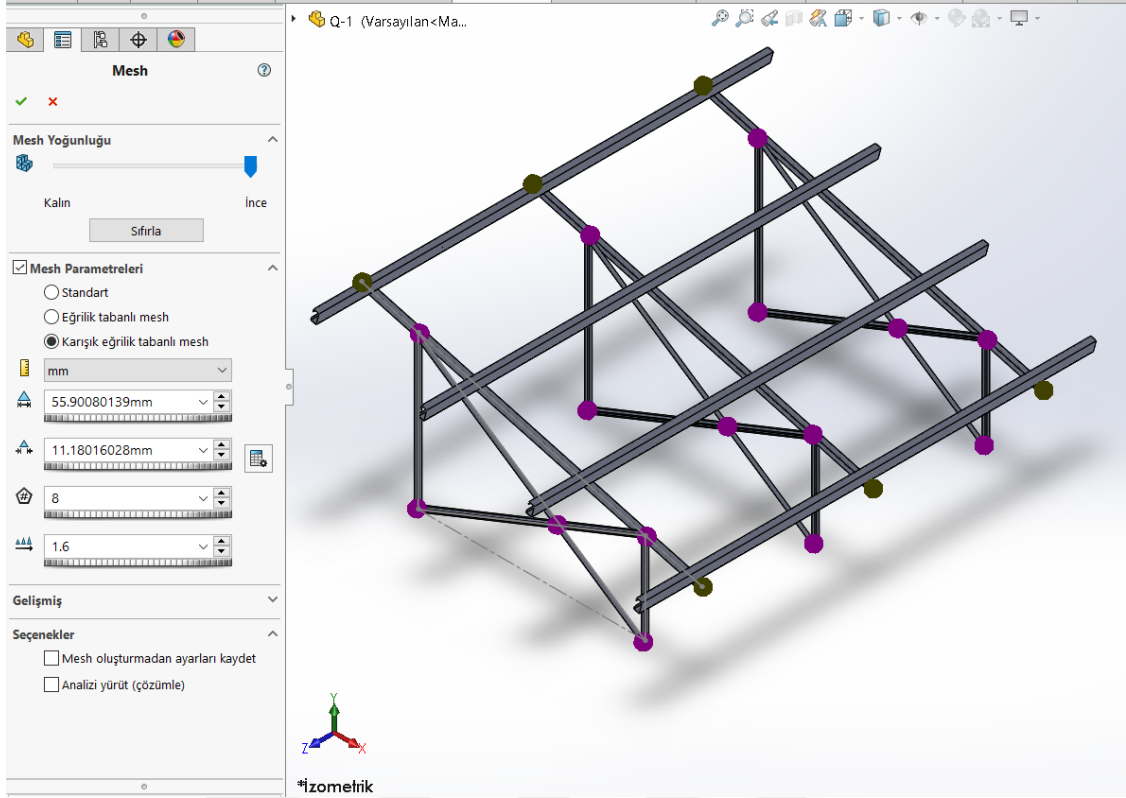 Q-1 (Varsayılan<Ma...
Mesh
Mesh Yoğunluğu
Kalın
İnce
Sıfırla
Mesh Parametreleri
Standart
Eğrilik tabanlı mesh
Karışık eğrilik tabanlı mesh
mm
55.90080139mm
11.18016028mm
8
1.6
Gelişmiş
Seçenekler
Mesh oluşturmadan ayarları kaydet
Analizi yürüt (çözümle)
Y
Z
X
*İzometrik